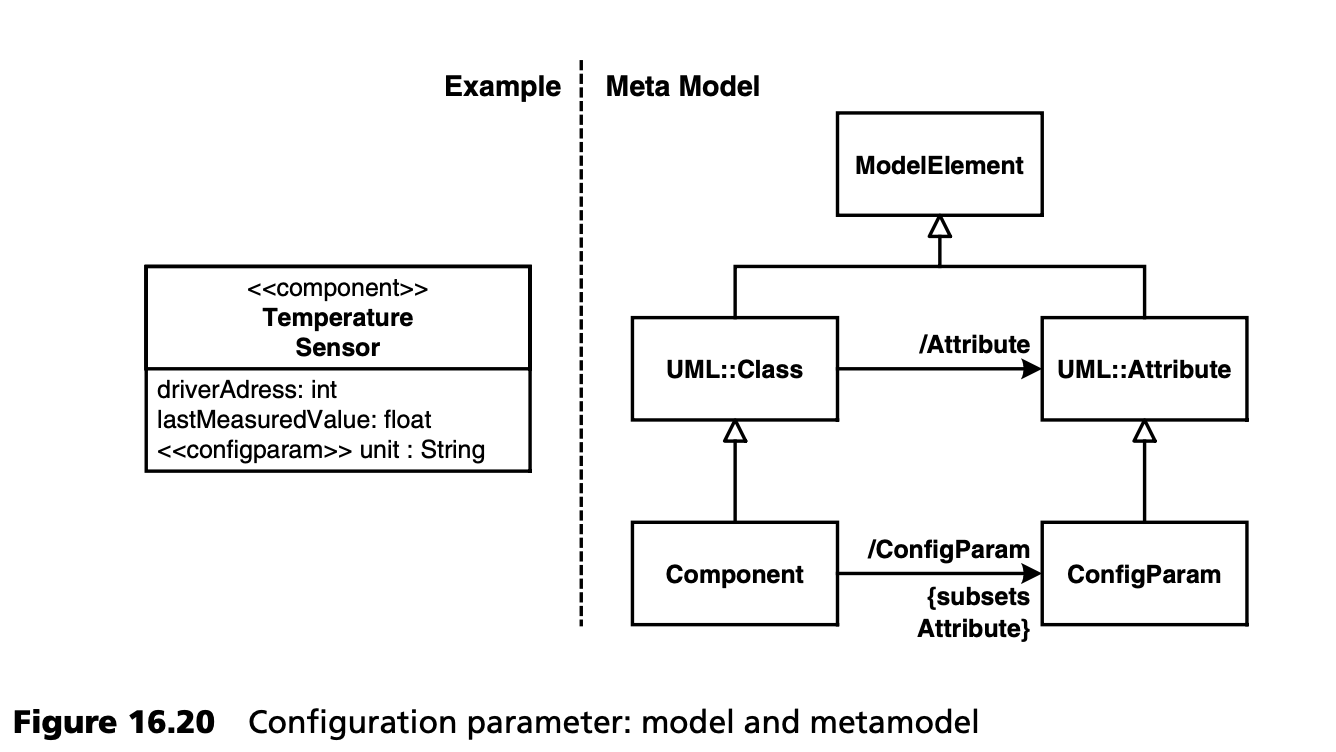 Example
Meta Model
ModelElement
<<component>>
Temperature
Sensor
driverAdress: int
lastMeasuredValue: float
<<configparam>> unit : String
UML::Class
/Attribute
UML::Attribute
Component
/ConfigParam
{subsets
Attribute}
ConfigParam
Figure 16.20 Configuration parameter: model and metamodel